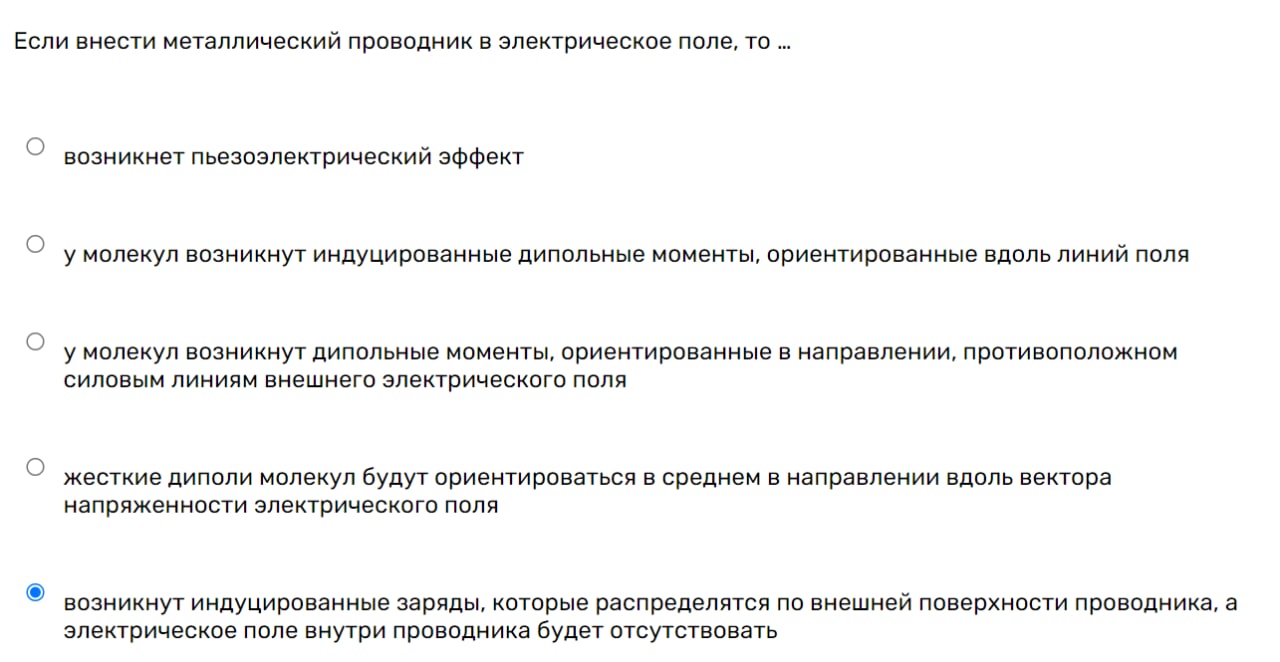 Если внести металлический проводник в электрическое поле, то ...
возникнет пьезоэлектрический эффект
у молекул возникнут индуцированные дипольные моменты, ориентированные вдоль линий поля
у молекул возникнут дипольные моменты, ориентированные в направлении, противоположном
силовым линиям внешнего электрического поля
жесткие диполи молекул будут ориентироваться в среднем в направлении вдоль вектора
напряженности электрического поля
возникнут индуцированные заряды, которые распределятся по внешней поверхности проводника, а
электрическое поле внутри проводника будет отсутствовать